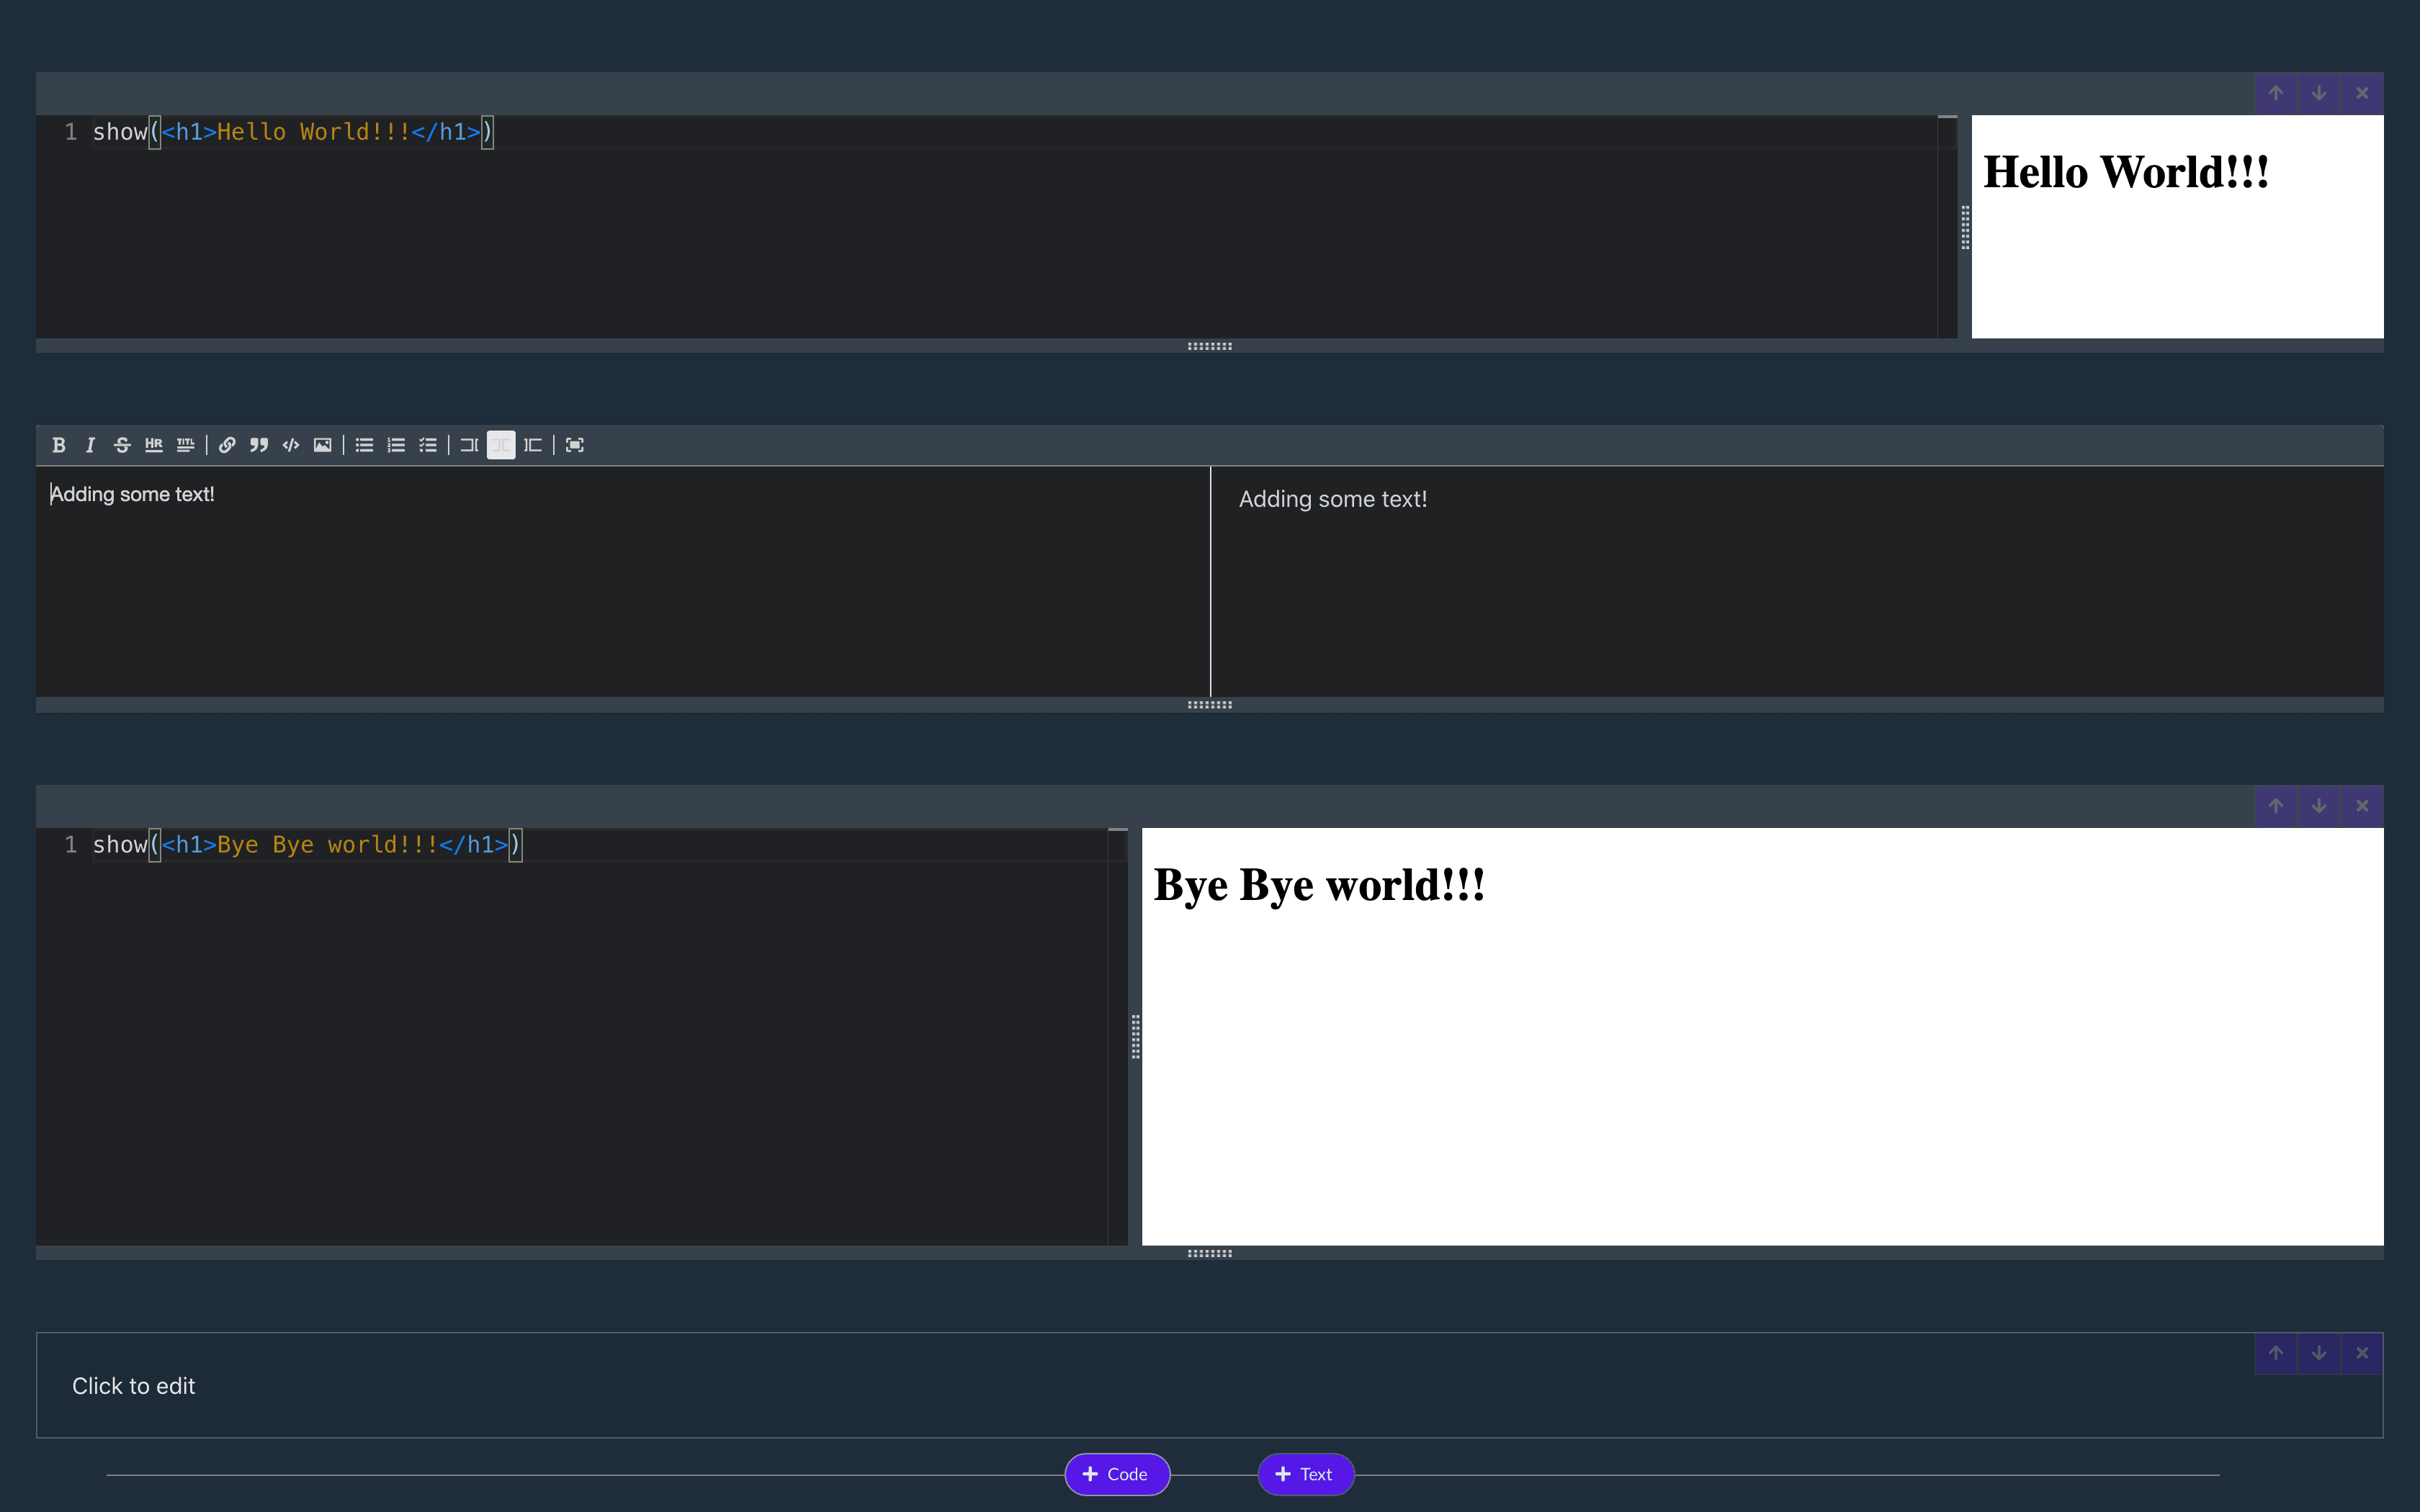 1 show(<h1>Hello World!!!</h1>)
Hello World!!!
B I S HR TITL
Adding some text!
Adding some text!
1 show(<h1>Bye Bye world!!!</h1>)
Bye Bye world!!!
Click to edit
+ Code
+ Text